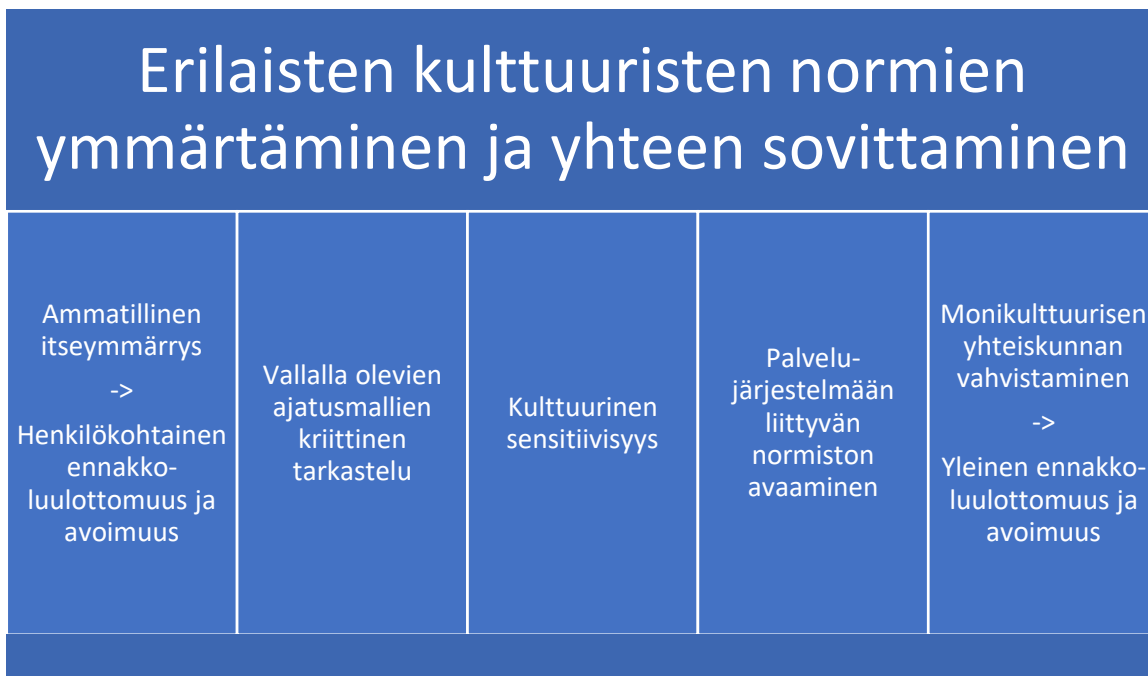 Erilaisten kulttuuristen normien
ymmärtäminen ja yhteen sovittaminen
Ammatillinen
itseymmärrys
->
Henkilökohtainen
ennakko-
luulottomuus ja
avoimuus
Vallalla olevien
ajatusmallien
kriittinen
tarkastelu
Kulttuurinen
sensitiivisyys
Palvelu-
järjestelmään
liittyvän
normiston
avaaminen
Monikulttuurisen
yhteiskunnan
vahvistaminen
->
Yleinen ennakko-
luulottomuus ja
avoimuus